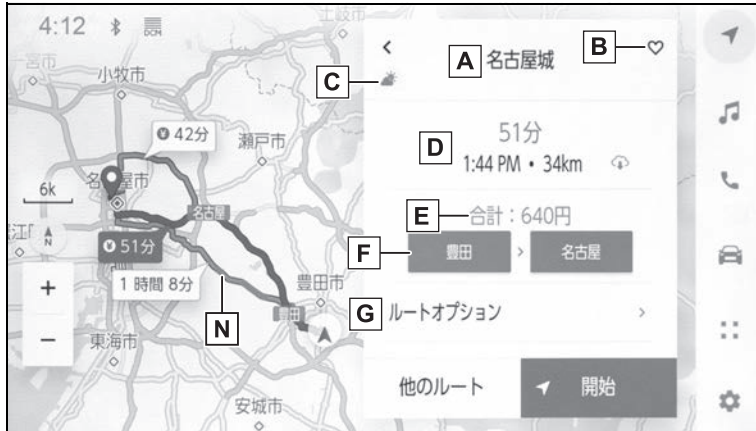 4:12
DCM
土岐市
一宮市
小牧市
42分
瀬戸市
6k
名古屋市
名古屋
N
51分
1 時間 8分
豊田市
豊田
N
東海市
安城市
+
−
A
名古屋城
B
C
D
51分
1:44 PM • 34km
E
合計：640円
F
豊田 > 名古屋
G
ルートオプション
他のルート
開始